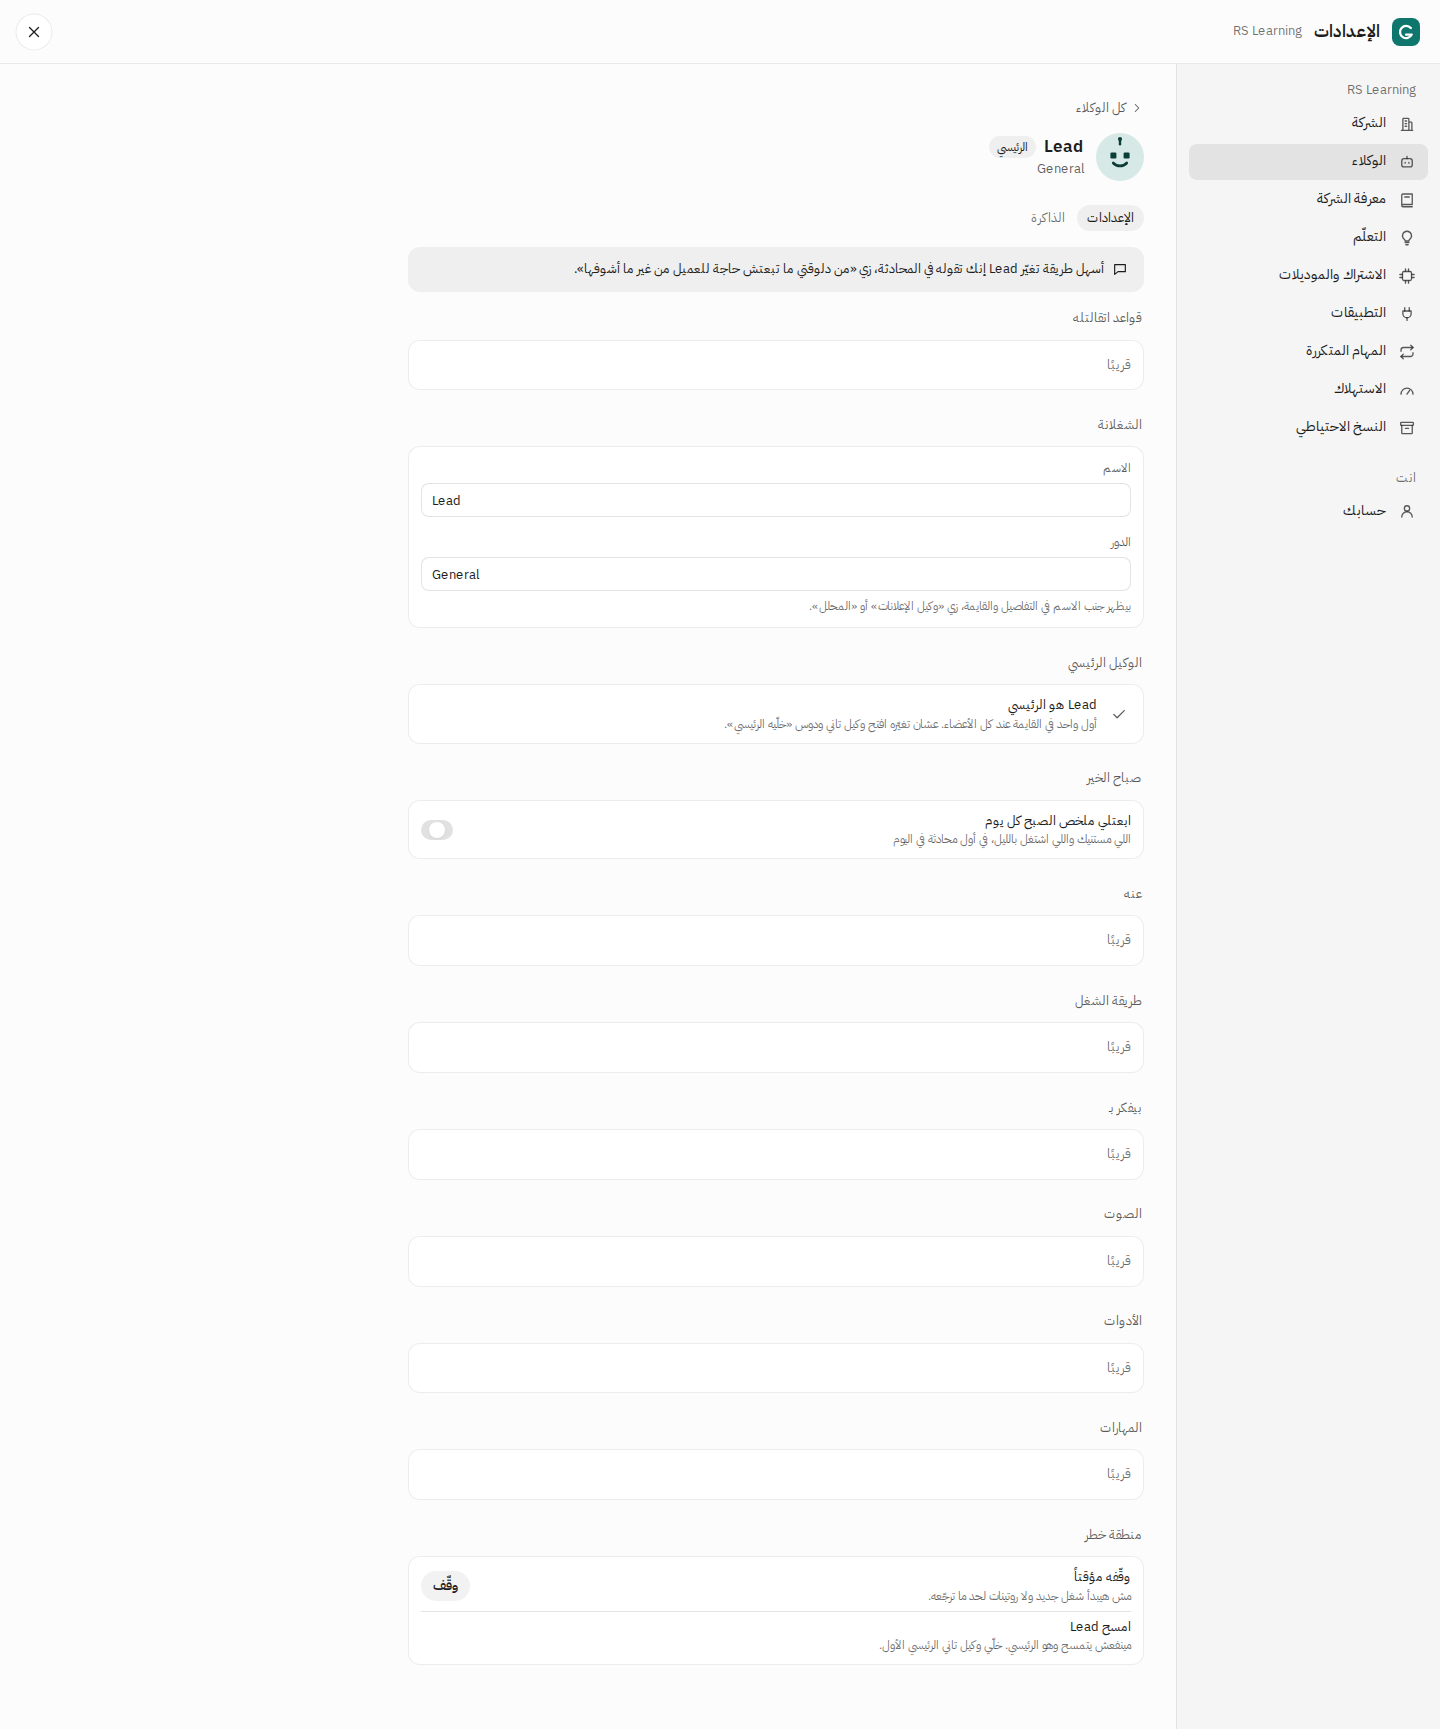 الإعدادات RS Learning
RS Learning
الشركة
الوكلاء
معرفة الشركة
التعلّم
الاشتراك والموديلات
التطبيقات
المهام المتكررة
الاستهلاك
النسخ الاحتياطي
انت
حسابك
كل الوكلاء
Lead الرئيسي
General
الإعدادات الذاكرة
أسهل طريقة تغيّر Lead إنك تقوله في المحادثة، زي «من دلوقتي ما تبعتش حاجة للعميل من غير ما أشوفها».
قواعد اتقالتله
قريبًا
الشغلانة
الاسم
Lead
الدور
General
بيظهر جنب الاسم في التفاصيل والقايمة، زي «وكيل الإعلانات» أو «المحلل».
الوكيل الرئيسي
Lead هو الرئيسي
أول واحد في القايمة عند كل الأعضاء. عشان تغيّره افتح وكيل تاني ودوس «خلّيه الرئيسي».
صباح الخير
ابعتلي ملخص الصبح كل يوم
اللي مستنيك واللي اشتغل بالليل، في أول محادثة في اليوم
عنه
قريبًا
طريقة الشغل
قريبًا
بيفكر بـ
قريبًا
الصوت
قريبًا
الأدوات
قريبًا
المهارات
قريبًا
منطقة خطر
وقّفه مؤقتاً
مش هيبدأ شغل جديد ولا روتينات لحد ما ترجّعه.
وقّف
امسح Lead
مينفعش يتمسح وهو الرئيسي. خلّي وكيل تاني الرئيسي الأول.